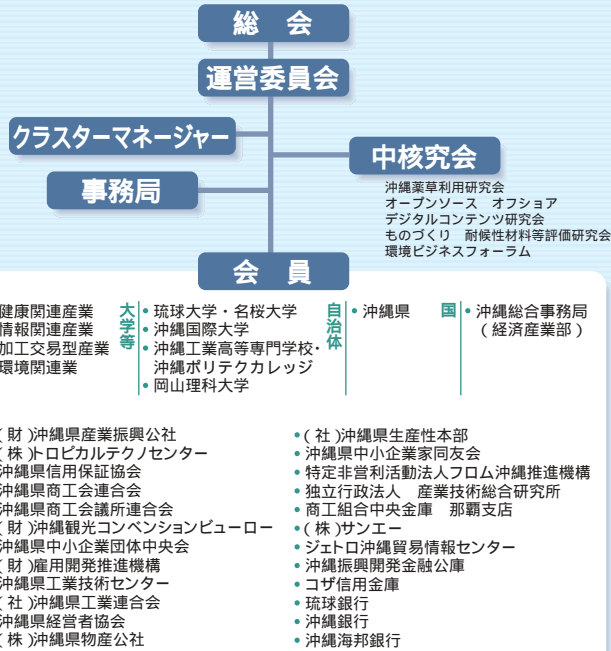 総 会
運営委員会
クラスターマネージャー
中核究会
事務局
沖縄薬草利用研究会
オープンソース オフショア
デジタルコンテンツ研究会
ものづくり 耐候性材料等評価研究会
環境ビジネスフォーラム
会 員
健康関連産業
情報関連産業
加工交易型産業
環境関連業
大学等
• 琉球大学・名桜大学
• 沖縄国際大学
• 沖縄工業高等専門学校・
沖縄ポリテクカレッジ
• 岡山理科大学
自治体
• 沖縄県
国
• 沖縄総合事務局
(経済産業部)
(財)沖縄県産業振興公社
(株)トロピカルテクノセンター
沖縄県信用保証協会
沖縄県商工会連合会
沖縄県商工会議所連合会
(財)沖縄観光コンベンションビューロー
沖縄県中小企業団体中央会
(財)雇用開発推進機構
沖縄県工業技術センター
(社)沖縄県工業連合会
沖縄県経営者協会
(株)沖縄県物産公社
• (社)沖縄県生産性本部
• 沖縄県中小企業家同友会
• 特定非営利活動法人フロム沖縄推進機構
• 独立行政法人 産業技術総合研究所
• 商工組合中央金庫 那覇支店
• (株)サンエー
• ジェトロ沖縄貿易情報センター
• 沖縄振興開発金融公庫
• コザ信用金庫
• 琉球銀行
• 沖縄銀行
• 沖縄海邦銀行